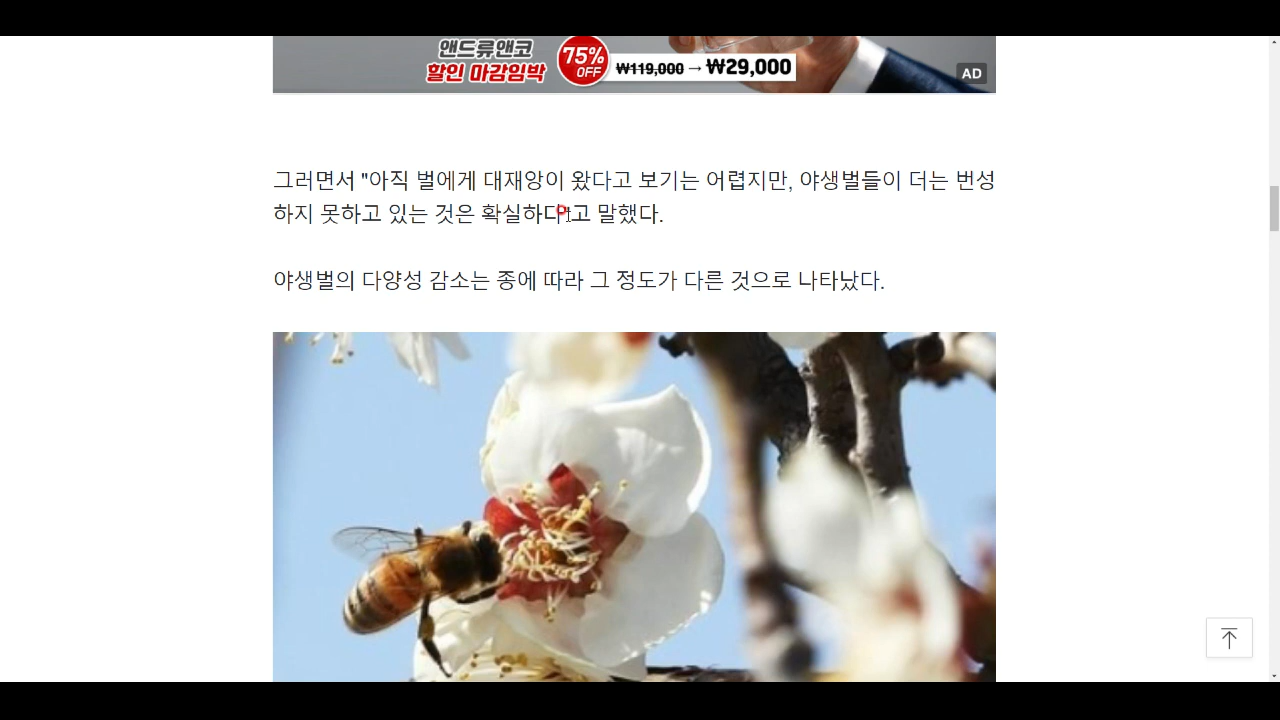 앤드류앤코
할인 마감임박
75%
OFF
₩119,000 → ₩29,000
AD
그러면서 "아직 벌에게 대재앙이 왔다고 보기는 어렵지만, 야생벌들이 더는 번성
하지 못하고 있는 것은 확실하다"고 말했다.
야생벌의 다양성 감소는 종에 따라 그 정도가 다른 것으로 나타났다.